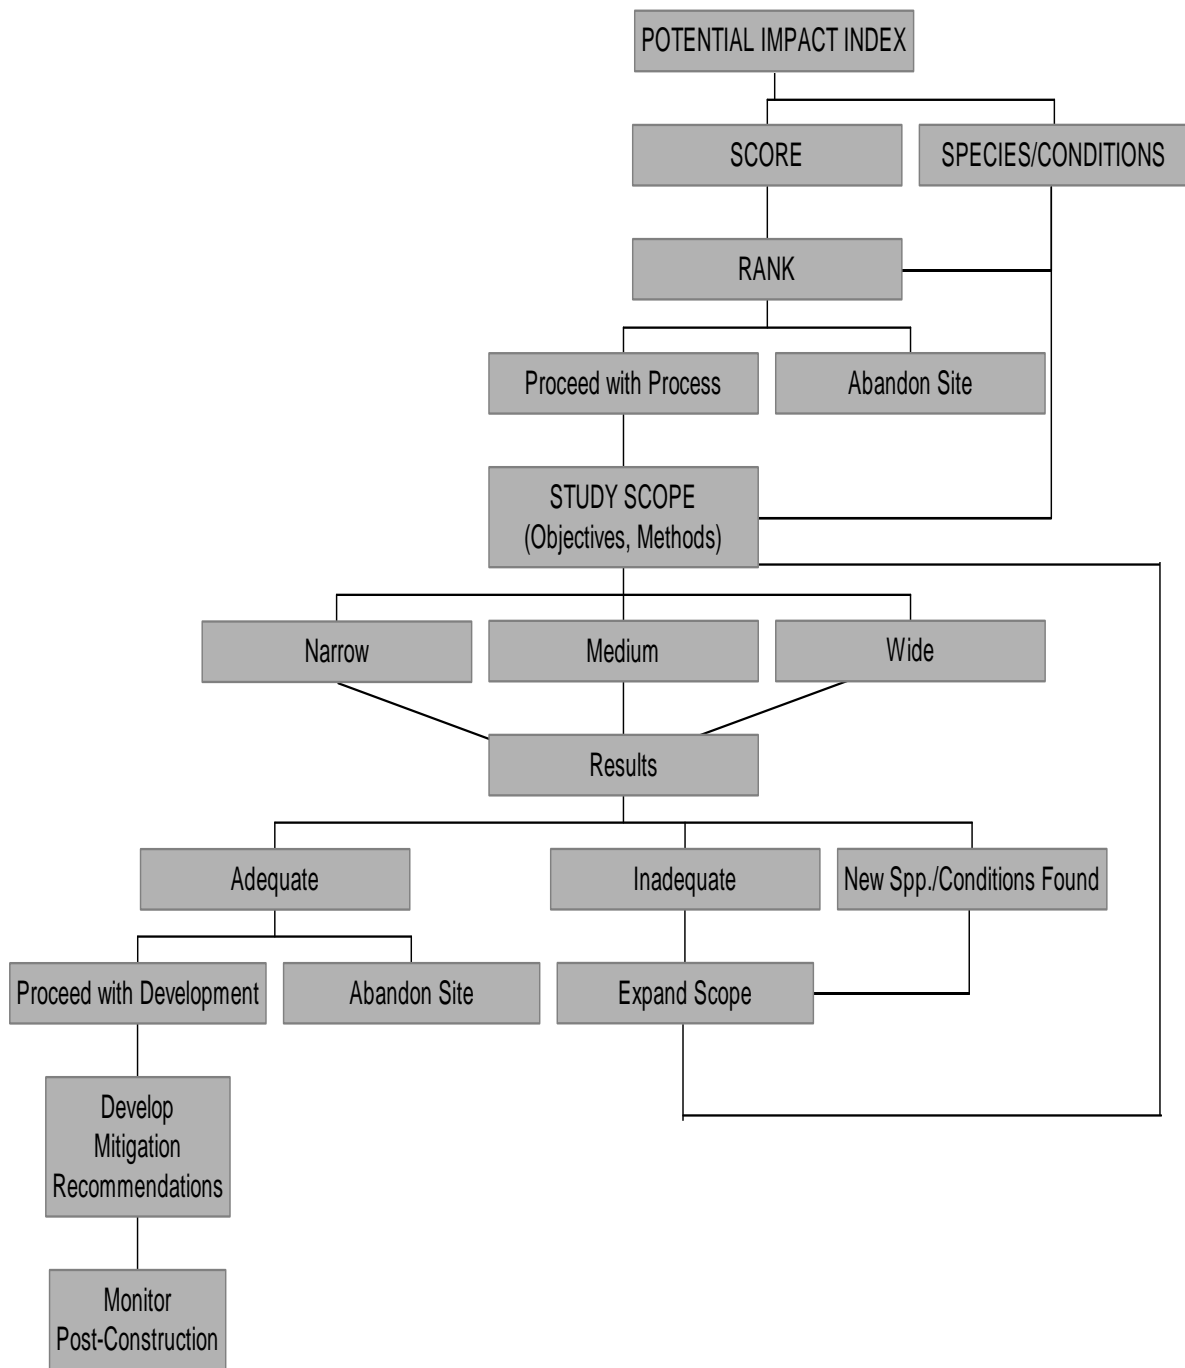 POTENTIAL IMPACT INDEX
SCORE
SPECIES/CONDITIONS
RANK
Proceed with Process
Abandon Site
STUDY SCOPE
(Objectives, Methods)
Narrow
Medium
Wide
Results
Adequate
Inadequate
New Spp./Conditions Found
Proceed with Development
Abandon Site
Expand Scope
Develop
Mitigation
Recommendations
Monitor
Post-Construction